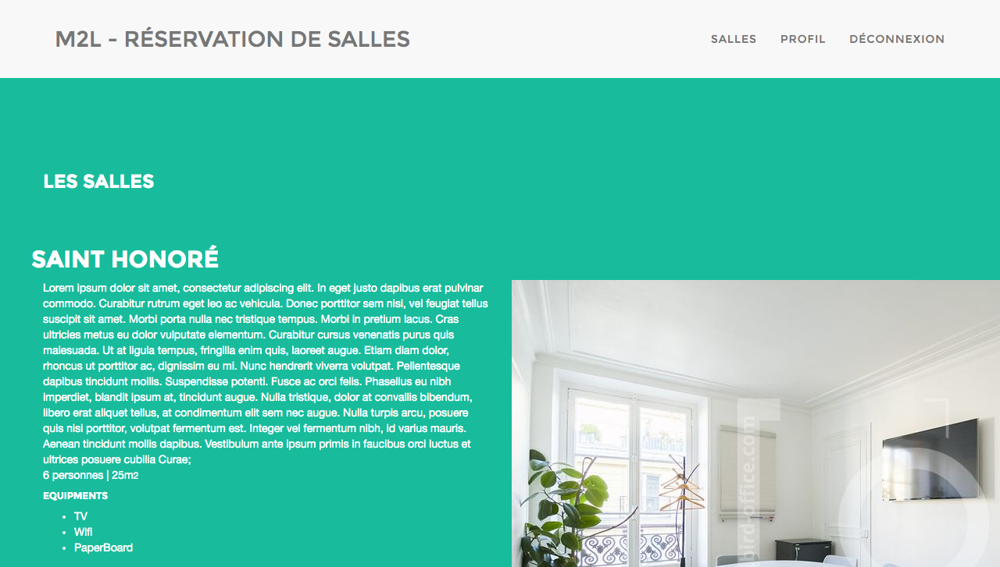 M2L - RÉSERVATION DE SALLES
SALLES PROFIL DÉCONNEXION
LES SALLES
SAINT HONORÉ
Lorem ipsum dolor sit amet, consectetur adipiscing elit. In eget justo dapibus erat pulvinar
commodo. Curabitur rutrum eget leo ac vehicula. Donec porttitor sem nisi, vel feugiat tellus
suscipit sit amet. Morbi porta nulla nec tristique tempus. Morbi in pretium lacus. Cras
ultricies metus eu dolor vulputate elementum. Curabitur cursus venenatis purus quis
malesuada. Ut at ligula tempus, fringilla enim quis, laoreet augue. Etiam diam dolor,
rhoncus ut porttitor ac, dignissim eu mi. Nunc hendrerit viverra volutpat. Pellentesque
dapibus tincidunt mollis. Suspendisse potenti. Fusce ac orci felis. Phasellus eu nibh
imperdiet, blandit ipsum at, tincidunt augue. Nulla tristique, dolor at convallis bibendum,
libero erat aliquet tellus, at condimentum elit sem nec augue. Nulla turpis arcu, posuere
quis nisi porttitor, volutpat fermentum est. Integer vel fermentum nibh, id varius mauris.
Aenean tincidunt mollis dapibus. Vestibulum ante ipsum primis in faucibus orci luctus et
ultrices posuere cubilia Curae;
6 personnes | 25m2
EQUIPMENTS
• TV
• Wifi
• PaperBoard
bird-office.com